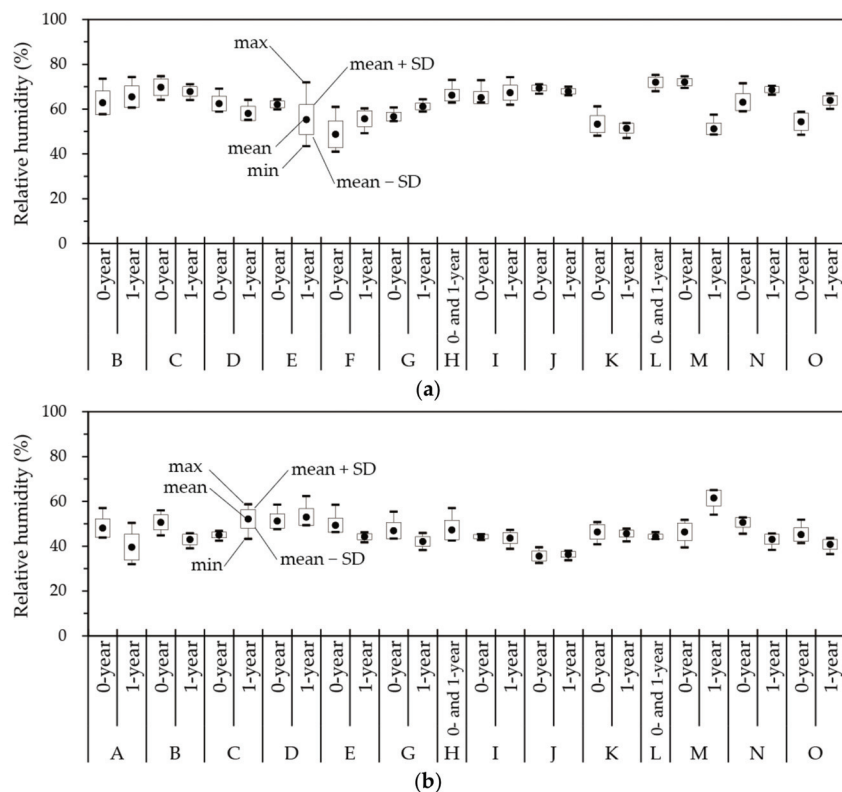 100
80
60
40
20
0
Relative humidity (%)
max
mean + SD
mean
min
mean − SD
0-year 1-year 0-year 1-year 0-year 1-year 0-year 1-year 0-year 1-year 0-year 1-year 0- and 1-year 0-year 1-year 0-year 1-year 0-year 1-year 0- and 1-year 0-year 1-year 0-year 1-year 0-year 1-year
B C D E F G H I J K L M N O
(a)
100
80
60
40
20
0
Relative humidity (%)
max
mean + SD
mean
min
mean − SD
0-year 1-year 0-year 1-year 0-year 1-year 0-year 1-year 0-year 1-year 0-year 1-year 0- and 1-year 0-year 1-year 0-year 1-year 0-year 1-year 0- and 1-year 0-year 1-year 0-year 1-year 0-year 1-year
A B C D E G H I J K L M N O
(b)